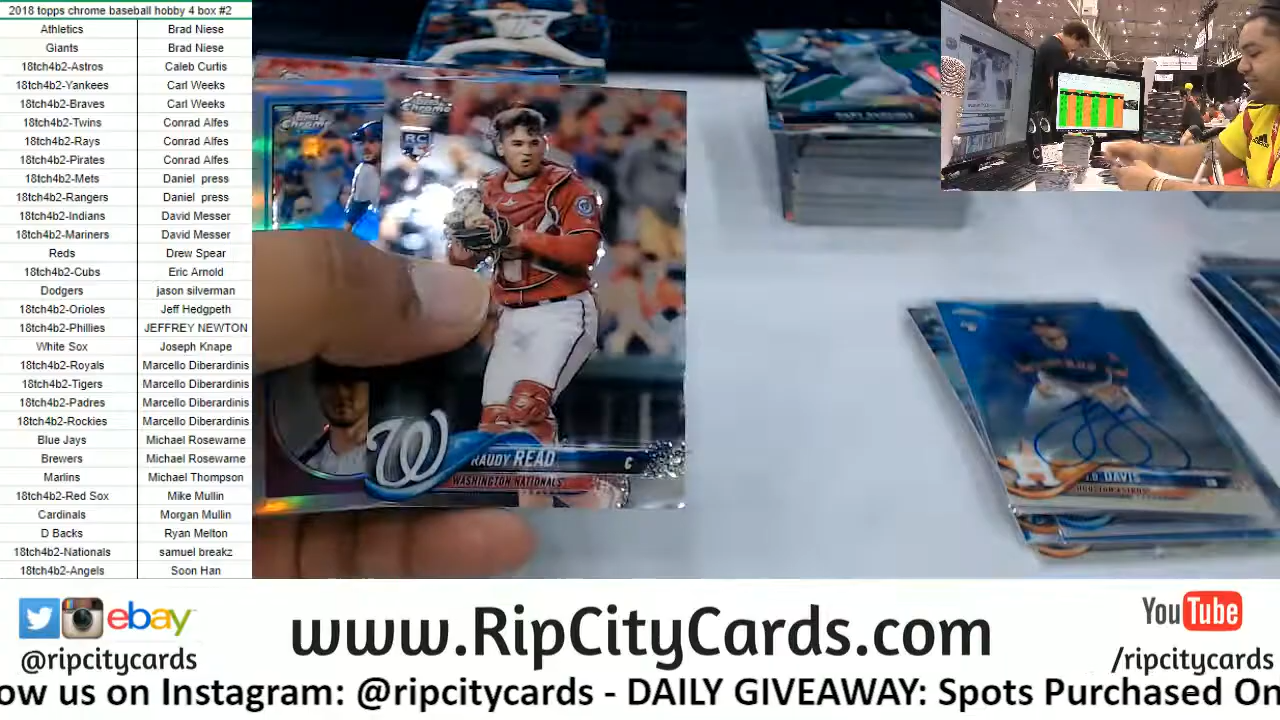 2018 topps chrome baseball hobby 4 box #2
Athletics Brad Niese
Giants Brad Niese
18tch4b2-Astros Caleb Curtis
18tch4b2-Yankees Carl Weeks
18tch4b2-Braves Carl Weeks
18tch4b2-Twins Conrad Alfes
18tch4b2-Rays Conrad Alfes
18tch4b2-Pirates Conrad Alfes
18tch4b2-Mets Daniel press
18tch4b2-Rangers Daniel press
18tch4b2-Indians David Messer
18tch4b2-Mariners David Messer
Reds Drew Spear
18tch4b2-Cubs Eric Arnold
Dodgers jason silverman
18tch4b2-Orioles Jeff Hedgpeth
18tch4b2-Phillies JEFFREY NEWTON
White Sox Joseph Knape
18tch4b2-Royals Marcello Diberardinis
18tch4b2-Tigers Marcello Diberardinis
18tch4b2-Padres Marcello Diberardinis
18tch4b2-Rockies Marcello Diberardinis
Blue Jays Michael Rosewarne
Brewers Michael Rosewarne
Marlins Michael Thompson
18tch4b2-Red Sox Mike Mullin
Cardinals Morgan Mullin
D Backs Ryan Melton
18tch4b2-Nationals samuel breakz
18tch4b2-Angels Soon Han
Chrome
RC
W
RAUDY READ C
WASHINGTON NATIONALS
DAVIS
HOUSTON ASTROS
ebay
@ripcitycards
www.RipCityCards.com
YouTube
/ripcitycards
ow us on Instagram: @ripcitycards - DAILY GIVEAWAY: Spots Purchased On